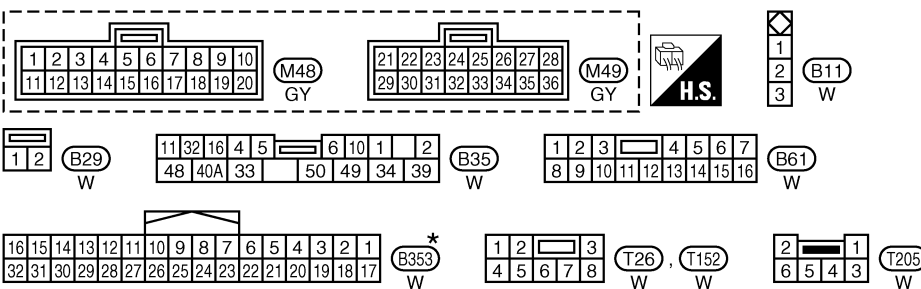 1 2 3 4 5 6 7 8 9 10 M48 21 22 23 24 25 26 27 28 M49 1 B11
11 12 13 14 15 16 17 18 19 20 GY 29 30 31 32 33 34 35 36 GY H.S. 2 W
3
1 2 B29 11 32 16 4 5 6 10 1 2 B35 1 2 3 4 5 6 7 B61
W 48 40A 33 50 49 34 39 W 8 9 10 11 12 13 14 15 16 W
16 15 14 13 12 11 10 9 8 7 6 5 4 3 2 1 B353 * 1 2 3 T26 , T152 2 1 T205
32 31 30 29 28 27 26 25 24 23 22 21 20 19 18 17 W 4 5 6 7 8 W W 6 5 4 3 W